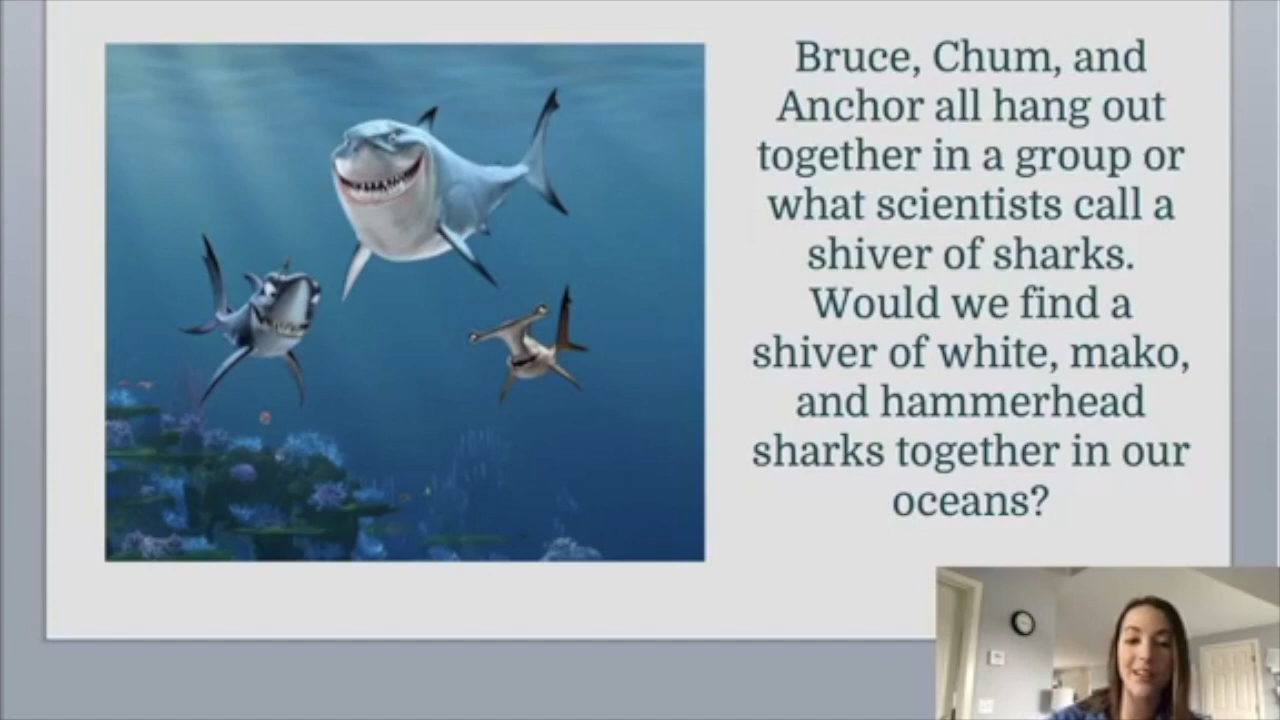 Bruce, Chum, and
Anchor all hang out
together in a group or
what scientists call a
shiver of sharks.
Would we find a
shiver of white, mako,
and hammerhead
sharks together in our
oceans?